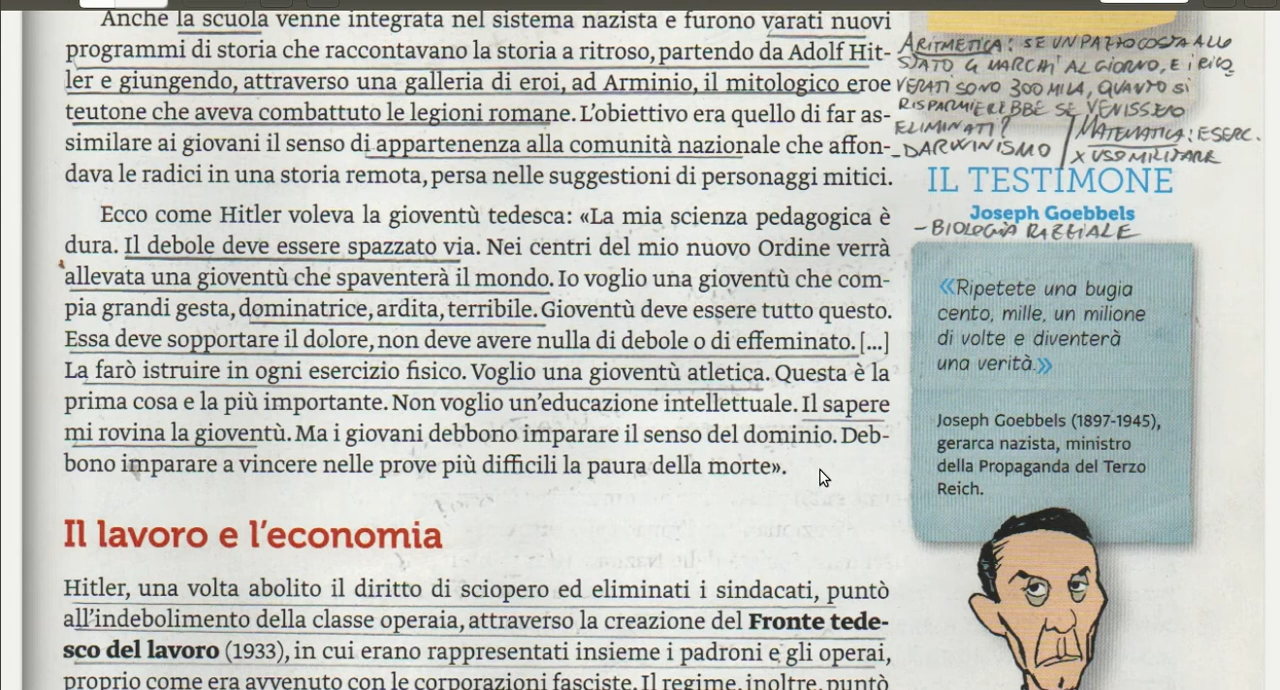 Anche la scuola venne integrata nel sistema nazista e furono varati nuovi
programmi di storia che raccontavano la storia a ritroso, partendo da Adolf Hit-
ler e giungendo, attraverso una galleria di eroi, ad Arminio, il mitologico eroe
teutone che aveva combattuto le legioni romane. L'obiettivo era quello di far as-
similare ai giovani il senso di appartenenza alla comunità nazionale che affon-
dava le radici in una storia remota, persa nelle suggestioni di personaggi mitici.
Ecco come Hitler voleva la gioventù tedesca: «La mia scienza pedagogica è
dura. Il debole deve essere spazzato via. Nei centri del mio nuovo Ordine verrà
allevata una gioventù che spaventerà il mondo. Io voglio una gioventù che com-
pia grandi gesta, dominatrice, ardita, terribile. Gioventù deve essere tutto questo.
Essa deve sopportare il dolore, non deve avere nulla di debole o di effeminato. [...]
La farò istruire in ogni esercizio fisico. Voglio una gioventù atletica. Questa è la
prima cosa e la più importante. Non voglio un'educazione intellettuale. Il sapere
mi rovina la gioventù. Ma i giovani debbono imparare il senso del dominio. Deb-
bono imparare a vincere nelle prove più difficili la paura della morte».
Il lavoro e l'economia
Hitler, una volta abolito il diritto di sciopero ed eliminati i sindacati, puntò
all'indebolimento della classe operaia, attraverso la creazione del Fronte tede-
sco del lavoro (1933), in cui erano rappresentati insieme i padroni e gli operai,
proprio come era avvenuto con le corporazioni fasciste. Il regime, inoltre, puntò
ARITMETICA: SE UN PAZZO COSTA ALLO
STATO 4 MARCHI AL GIORNO, E I RICO
VERATI SONO 300 MILA, QUANTO SI
RISPARMIEREBBE SE VENISSERO
ELIMINATI?
MATEMATICA: ESERC.
-DARWINISMO
X USO MILITARE
IL TESTIMONE
Joseph Goebbels
-BIOLOGIA RAZZIALE
«Ripetete una bugia
cento, mille, un milione
di volte e diventerà
una verità.»
Joseph Goebbels (1897-1945),
gerarca nazista, ministro
della Propaganda del Terzo
Reich.